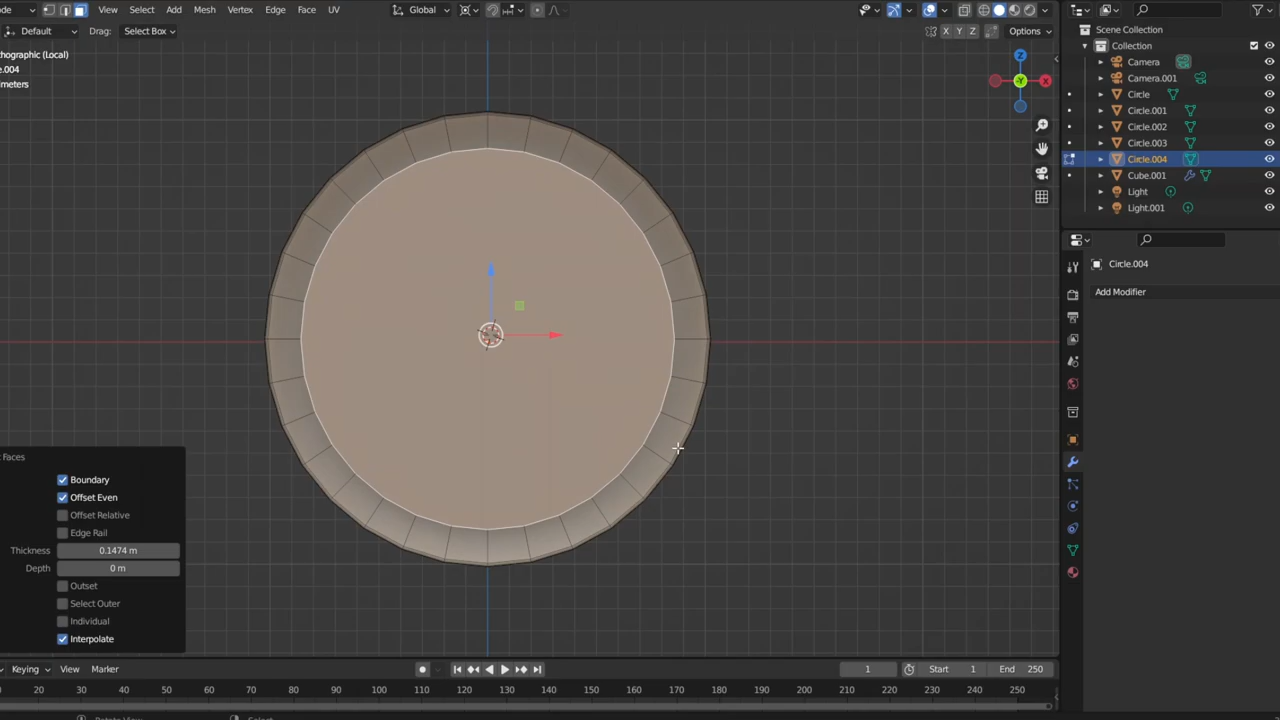 de View Select Add Mesh Vertex Edge Face UV Global
Default Drag: Select Box X Y Z Options
thographic (Local)
e.004
meters
Z
-Y
X
Scene Collection
Collection
Camera
Camera.001
Circle
Circle.001
Circle.002
Circle.003
Circle.004
Cube.001
Light
Light.001
Circle.004
Add Modifier
t Faces
Boundary
Offset Even
Offset Relative
Edge Rail
Thickness 0.1474 m
Depth 0 m
Outset
Select Outer
Individual
Interpolate
Keying View Marker 1 Start 1 End 250
20 30 40 50 60 70 80 90 100 110 120 130 140 150 160 170 180 190 200 210 220 230 240 250